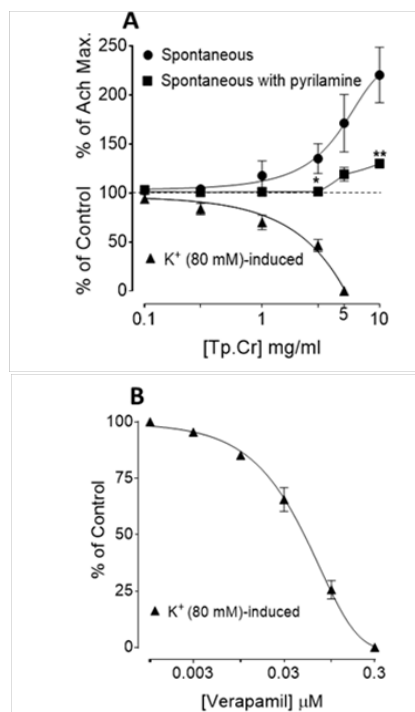 A
% of Ach Max.
250
200
150
100
50
0
% of Control
● Spontaneous
■ Spontaneous with pyrilamine
*
**
▲ K⁺ (80 mM)-induced
0.1
1
5
10
[Tp.Cr] mg/ml
B
% of Control
100
75
50
25
0
▲ K⁺ (80 mM)-induced
0.003
0.03
0.3
[Verapamil] µM